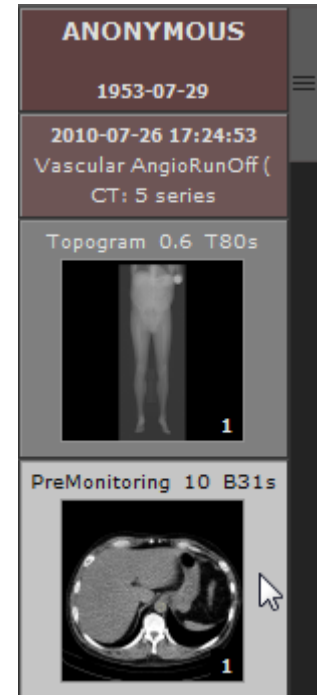 ANONYMOUS
1953-07-29
2010-07-26 17:24:53
Vascular AngioRunOff (
CT: 5 series
Topogram 0.6 T80s
1
PreMonitoring 10 B31s
1